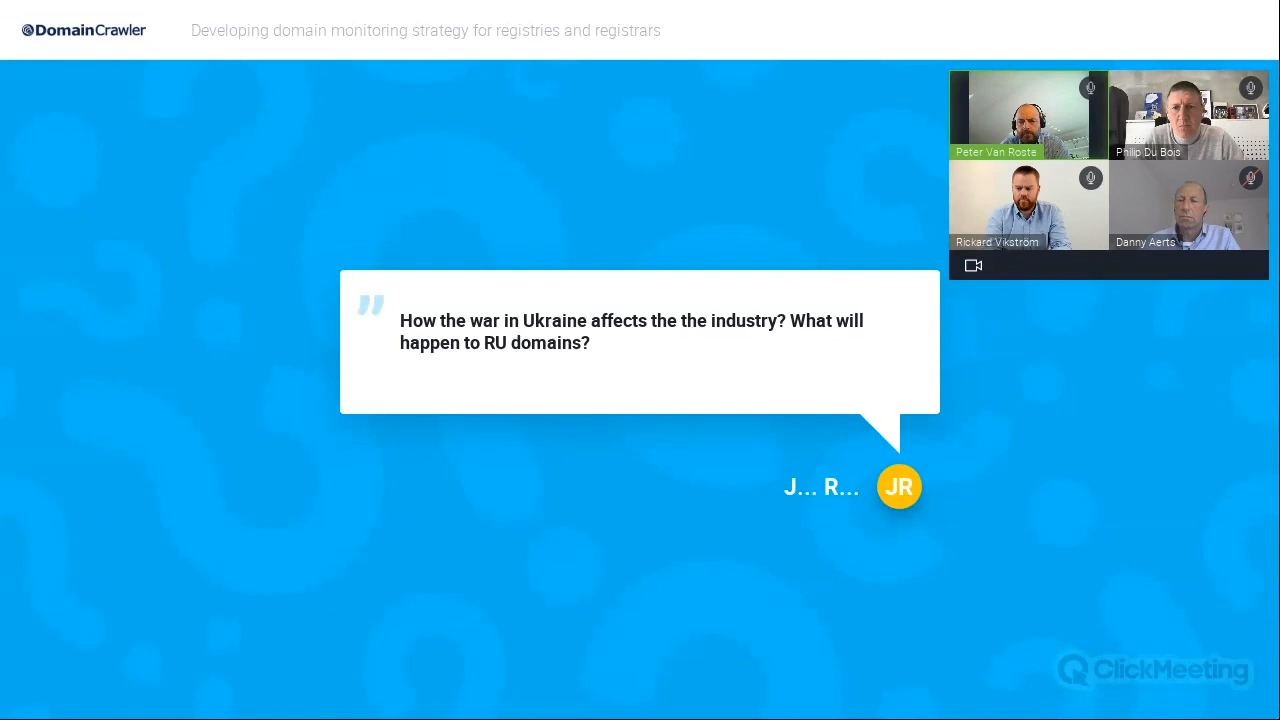 DomainCrawler
Developing domain monitoring strategy for registries and registrars
Peter Van Roste
Philip Du Bois
Rickard Vikström
Danny Aerts
How the war in Ukraine affects the the industry? What will
happen to RU domains?
J... R...
JR
ClickMeeting